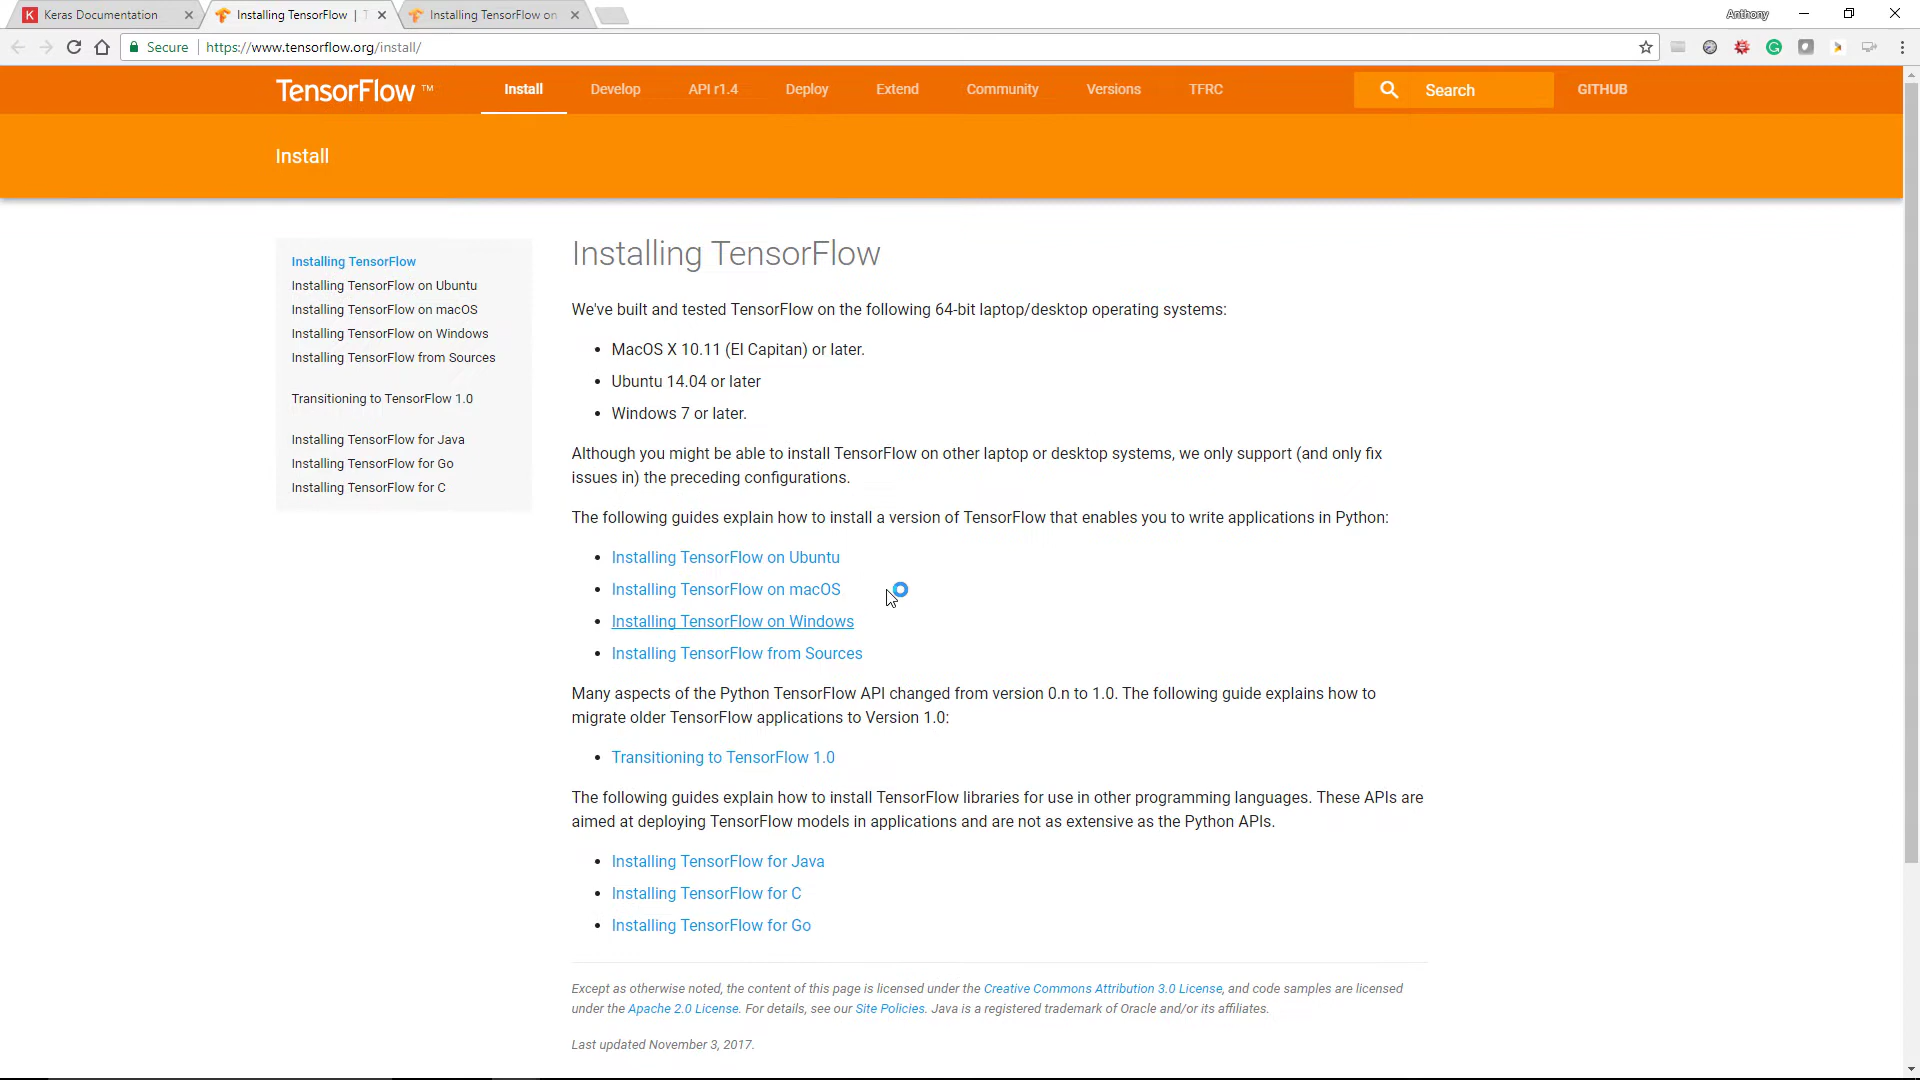 Keras Documentation
Installing TensorFlow | T
Installing TensorFlow on
Anthony
Secure
https://www.tensorflow.org/install/
TensorFlow ™
Install
Develop
API r1.4
Deploy
Extend
Community
Versions
TFRC
Search
GITHUB
Install
Installing TensorFlow
Installing TensorFlow on Ubuntu
Installing TensorFlow on macOS
Installing TensorFlow on Windows
Installing TensorFlow from Sources
Transitioning to TensorFlow 1.0
Installing TensorFlow for Java
Installing TensorFlow for Go
Installing TensorFlow for C
Installing TensorFlow
We've built and tested TensorFlow on the following 64-bit laptop/desktop operating systems:
• MacOS X 10.11 (El Capitan) or later.
• Ubuntu 14.04 or later
• Windows 7 or later.
Although you might be able to install TensorFlow on other laptop or desktop systems, we only support (and only fix
issues in) the preceding configurations.
The following guides explain how to install a version of TensorFlow that enables you to write applications in Python:
• Installing TensorFlow on Ubuntu
• Installing TensorFlow on macOS
• Installing TensorFlow on Windows
• Installing TensorFlow from Sources
Many aspects of the Python TensorFlow API changed from version 0.n to 1.0. The following guide explains how to
migrate older TensorFlow applications to Version 1.0:
• Transitioning to TensorFlow 1.0
The following guides explain how to install TensorFlow libraries for use in other programming languages. These APIs are
aimed at deploying TensorFlow models in applications and are not as extensive as the Python APIs.
• Installing TensorFlow for Java
• Installing TensorFlow for C
• Installing TensorFlow for Go
Except as otherwise noted, the content of this page is licensed under the Creative Commons Attribution 3.0 License, and code samples are licensed
under the Apache 2.0 License. For details, see our Site Policies. Java is a registered trademark of Oracle and/or its affiliates.
Last updated November 3, 2017.